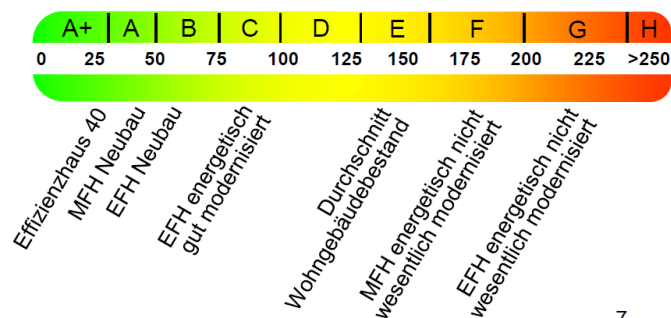 A+ A B C D E F G H
0 25 50 75 100 125 150 175 200 225 >250
Effizienzhaus 40
MFH Neubau
EFH Neubau
EFH energetisch
gut modernisiert
Durchschnitt
Wohngebäudebestand
MFH energetisch nicht
wesentlich modernisiert
EFH energetisch nicht
wesentlich modernisiert